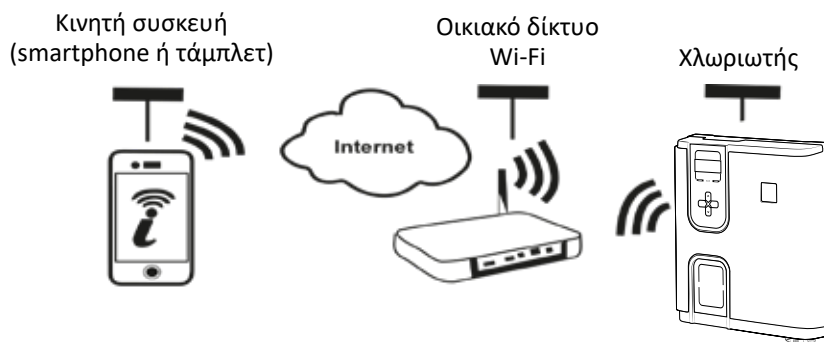 Κινητή συσκευή
(smartphone ή τάμπλετ)
Οικιακό δίκτυο
Wi-Fi
Χλωριωτής
Internet